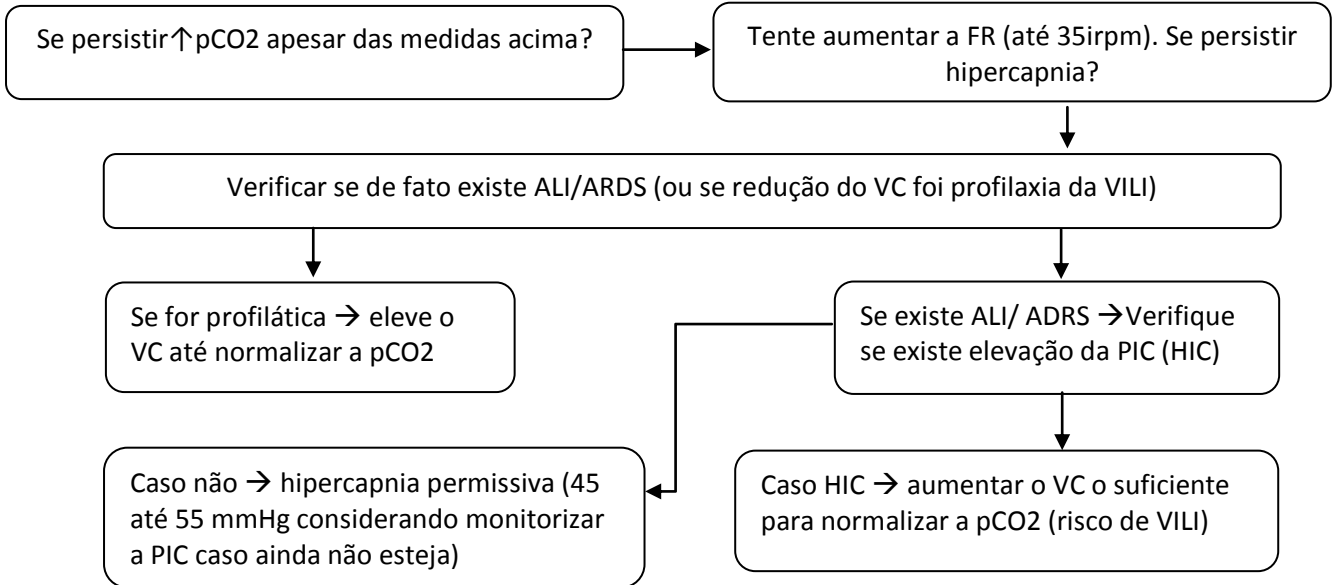 Se persistir↑pCO2 apesar das medidas acima?
Tente aumentar a FR (até 35irpm). Se persistir
hipercapnia?
Verificar se de fato existe ALI/ARDS (ou se redução do VC foi profilaxia da VILI)
Se for profilática → eleve o
VC até normalizar a pCO2
Se existe ALI/ ADRS →Verifique
se existe elevação da PIC (HIC)
Caso não → hipercapnia permissiva (45
até 55 mmHg considerando monitorizar
a PIC caso ainda não esteja)
Caso HIC → aumentar o VC o suficiente
para normalizar a pCO2 (risco de VILI)